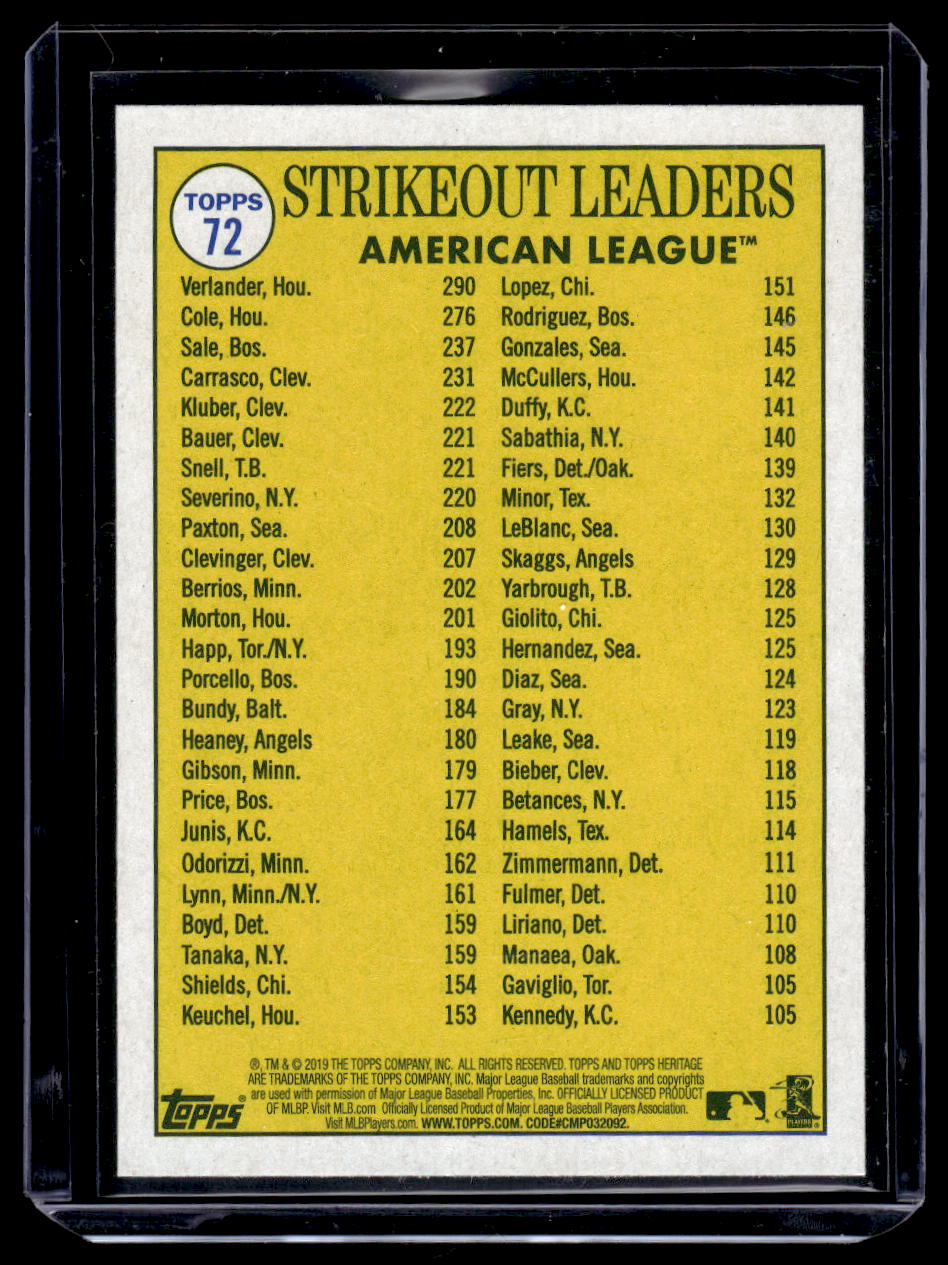 TOPPS
72
STRIKEOUT LEADERS
AMERICAN LEAGUE™
Verlander, Hou. 290 Lopez, Chi. 151
Cole, Hou. 276 Rodriguez, Bos. 146
Sale, Bos. 237 Gonzales, Sea. 145
Carrasco, Clev. 231 McCullers, Hou. 142
Kluber, Clev. 222 Duffy, K.C. 141
Bauer, Clev. 221 Sabathia, N.Y. 140
Snell, T.B. 221 Fiers, Det./Oak. 139
Severino, N.Y. 220 Minor, Tex. 132
Paxton, Sea. 208 LeBlanc, Sea. 130
Clevinger, Clev. 207 Skaggs, Angels 129
Berrios, Minn. 202 Yarbrough, T.B. 128
Morton, Hou. 201 Giolito, Chi. 125
Happ, Tor./N.Y. 193 Hernandez, Sea. 125
Porcello, Bos. 190 Diaz, Sea. 124
Bundy, Balt. 184 Gray, N.Y. 123
Heaney, Angels 180 Leake, Sea. 119
Gibson, Minn. 179 Bieber, Clev. 118
Price, Bos. 177 Betances, N.Y. 115
Junis, K.C. 164 Hamels, Tex. 114
Odorizzi, Minn. 162 Zimmermann, Det. 111
Lynn, Minn./N.Y. 161 Fulmer, Det. 110
Boyd, Det. 159 Liriano, Det. 110
Tanaka, N.Y. 159 Manaea, Oak. 108
Shields, Chi. 154 Gaviglio, Tor. 105
Keuchel, Hou. 153 Kennedy, K.C. 105
®, TM & © 2019 THE TOPPS COMPANY, INC. ALL RIGHTS RESERVED. TOPPS AND TOPPS HERITAGE
ARE TRADEMARKS OF THE TOPPS COMPANY, INC. Major League Baseball trademarks and copyrights
are used with permission of Major League Baseball Properties, Inc. OFFICIALLY LICENSED PRODUCT
OF MLBP. Visit MLB.com Officially Licensed Product of Major League Baseball Players Association.
Visit MLBPlayers.com. WWW.TOPPS.COM. CODE#CMP032092.
Topps®